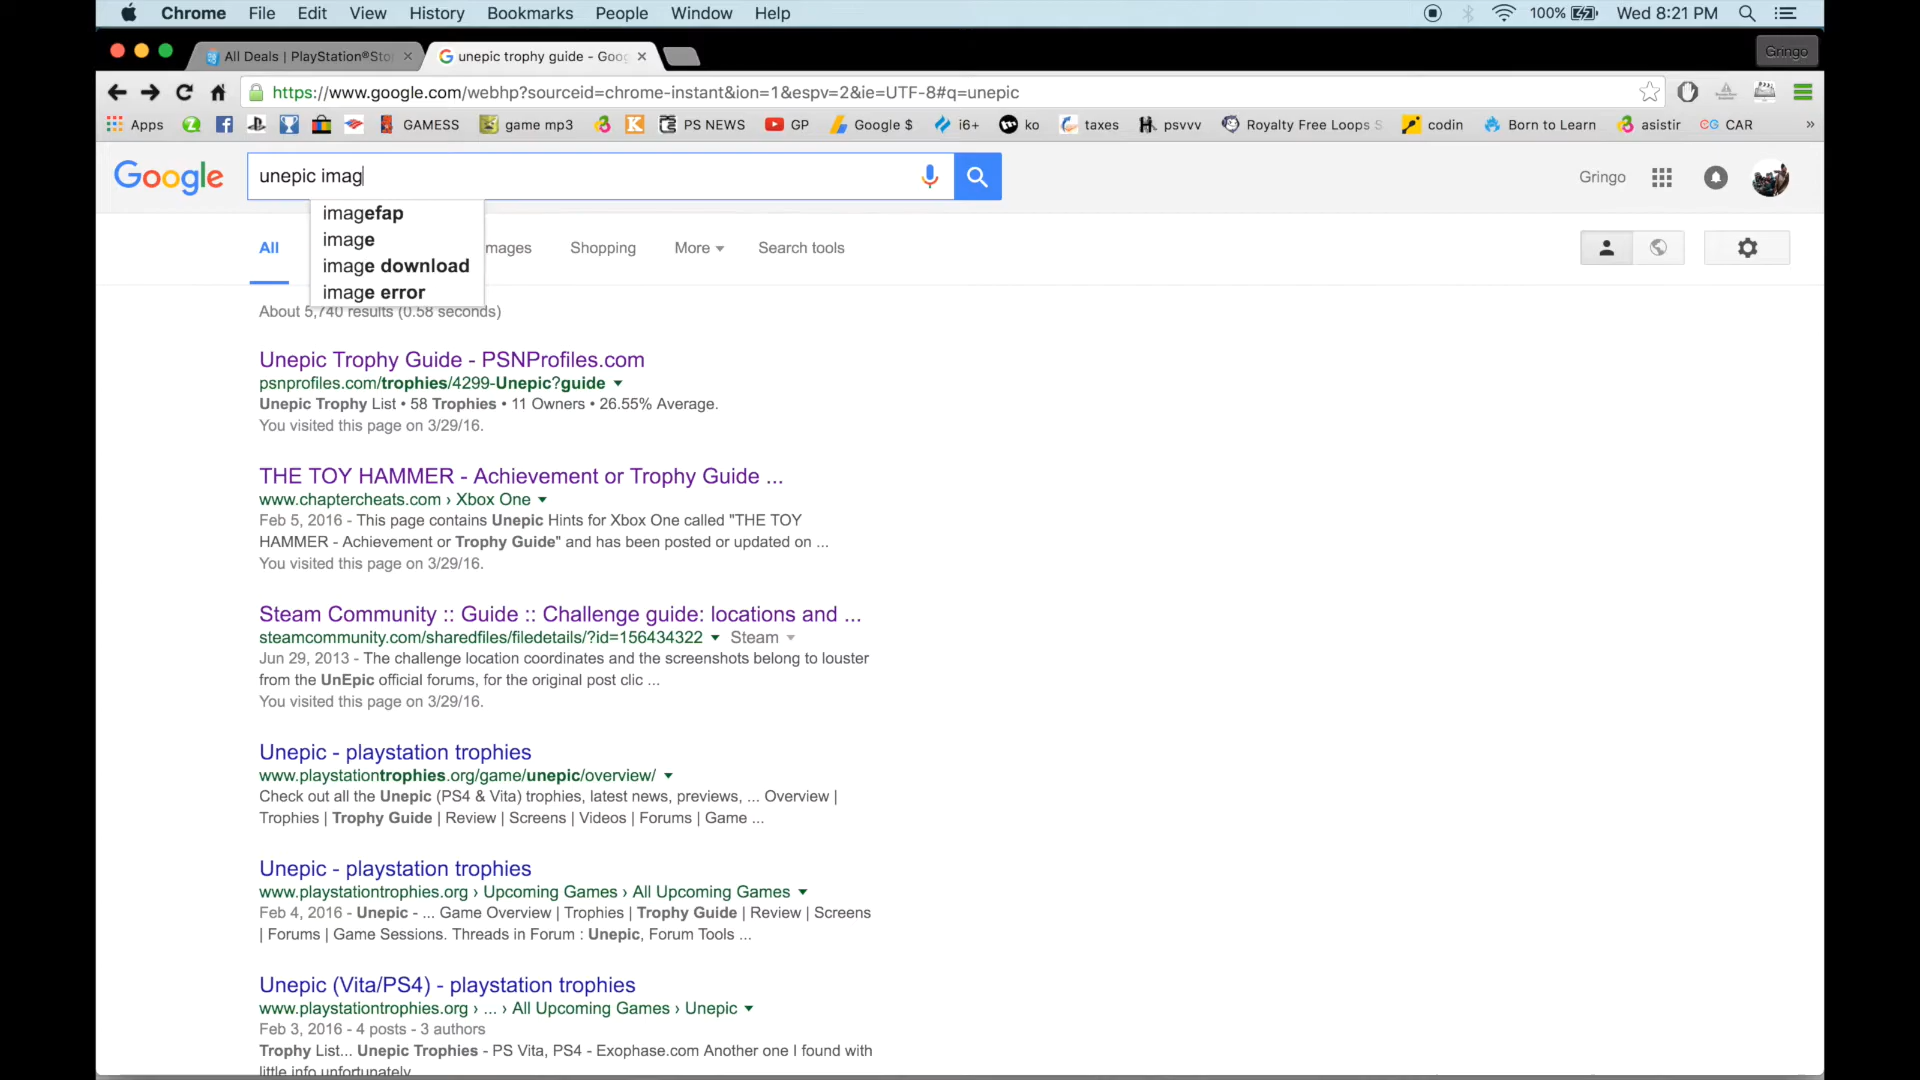 Chrome File Edit View History Bookmarks People Window Help 100% Wed 8:21 PM
All Deals | PlayStation®Sto unepic trophy guide - Goog Gringo
https://www.google.com/webhp?sourceid=chrome-instant&ion=1&espv=2&ie=UTF-8#q=unepic
Apps GAMESS game mp3 PS NEWS GP Google $ i6+ ko taxes psvvv Royalty Free Loops S codin Born to Learn asistir CG CAR »
Google unepic imag Gringo
imagefap
image
image download
image error
All mages Shopping More Search tools
About 5,740 results (0.58 seconds)
Unepic Trophy Guide - PSNProfiles.com
psnprofiles.com/trophies/4299-Unepic?guide
Unepic Trophy List • 58 Trophies • 11 Owners • 26.55% Average.
You visited this page on 3/29/16.
THE TOY HAMMER - Achievement or Trophy Guide ...
www.chaptercheats.com › Xbox One
Feb 5, 2016 - This page contains Unepic Hints for Xbox One called "THE TOY
HAMMER - Achievement or Trophy Guide" and has been posted or updated on ...
You visited this page on 3/29/16.
Steam Community :: Guide :: Challenge guide: locations and ...
steamcommunity.com/sharedfiles/filedetails/?id=156434322 Steam
Jun 29, 2013 - The challenge location coordinates and the screenshots belong to louster
from the UnEpic official forums, for the original post clic ...
You visited this page on 3/29/16.
Unepic - playstation trophies
www.playstationtrophies.org/game/unepic/overview/
Check out all the Unepic (PS4 & Vita) trophies, latest news, previews, ... Overview |
Trophies | Trophy Guide | Review | Screens | Videos | Forums | Game ...
Unepic - playstation trophies
www.playstationtrophies.org › Upcoming Games › All Upcoming Games
Feb 4, 2016 - Unepic - ... Game Overview | Trophies | Trophy Guide | Review | Screens
| Forums | Game Sessions. Threads in Forum : Unepic, Forum Tools ...
Unepic (Vita/PS4) - playstation trophies
www.playstationtrophies.org › ... › All Upcoming Games › Unepic
Feb 3, 2016 - 4 posts - 3 authors
Trophy List... Unepic Trophies - PS Vita, PS4 - Exophase.com Another one I found with
little info unfortunately